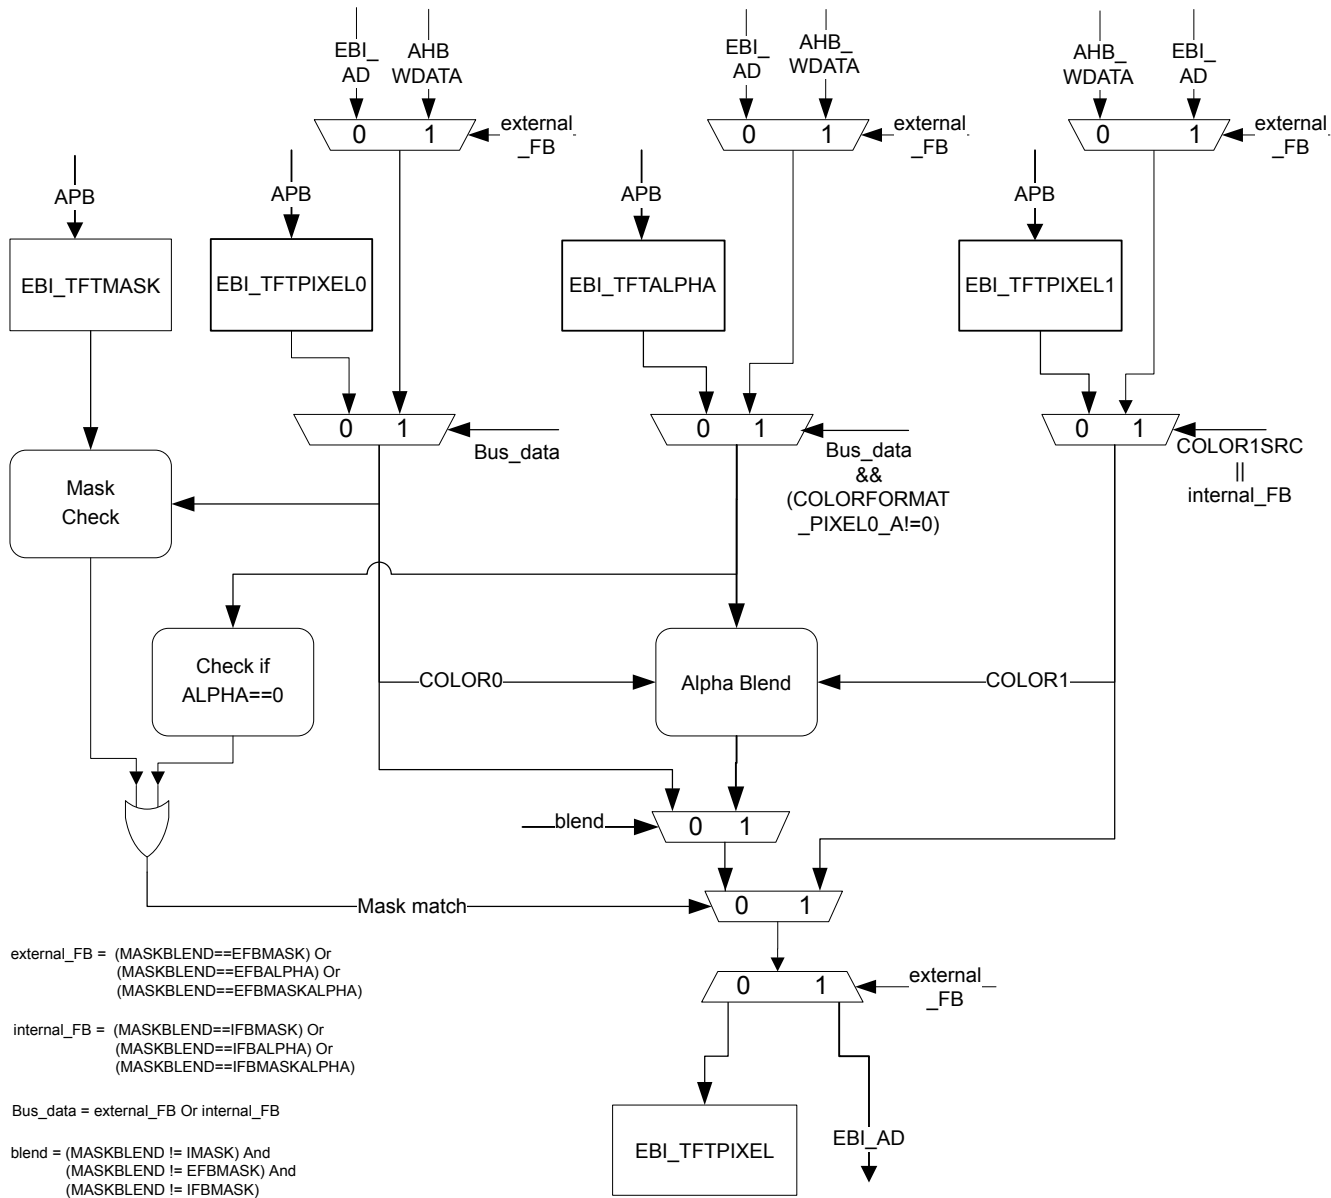 EBI_
AD
AHB
WDATA
EBI_
AD
AHB_
WDATA
AHB_
WDATA
EBI_
AD
0 1
external
_FB
0 1
external
_FB
0 1
external
_FB
APB
APB
APB
APB
EBI_TFTMASK
EBI_TFTPIXEL0
EBI_TFTALPHA
EBI_TFTPIXEL1
0 1
Bus_data
0 1
Bus_data
&&
(COLORFORMAT
_PIXEL0_A!=0)
0 1
COLOR1SRC
||
internal_FB
Mask
Check
Check if
ALPHA==0
COLOR0
Alpha Blend
COLOR1
blend
0 1
Mask match
0 1
0 1
external
_FB
EBI_TFTPIXEL
EBI_AD
external_FB = (MASKBLEND==EFBMASK) Or
(MASKBLEND==EFBALPHA) Or
(MASKBLEND==EFBMASKALPHA)
internal_FB = (MASKBLEND==IFBMASK) Or
(MASKBLEND==IFBALPHA) Or
(MASKBLEND==IFBMASKALPHA)
Bus_data = external_FB Or internal_FB
blend = (MASKBLEND != IMASK) And
(MASKBLEND != EFBMASK) And
(MASKBLEND != IFBMASK)